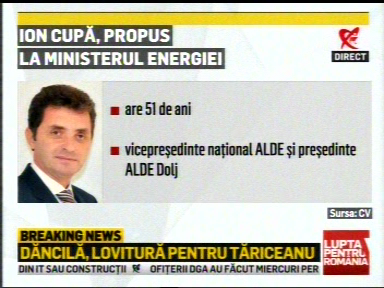 ION CUPĂ, PROPUS
LA MINISTERUL ENERGIEI
DIRECT
are 51 de ani
vicepreședinte național ALDE și președinte
ALDE Dolj
Sursa: CV
BREAKING NEWS
DĂNCILĂ, LOVITURĂ PENTRU TĂRICEANU
LUPTA
PENTRU
ROMÂNIA
DIN IT SAU CONSTRUCȚII OFIȚERII DGA AU FĂCUT MIERCURI PER